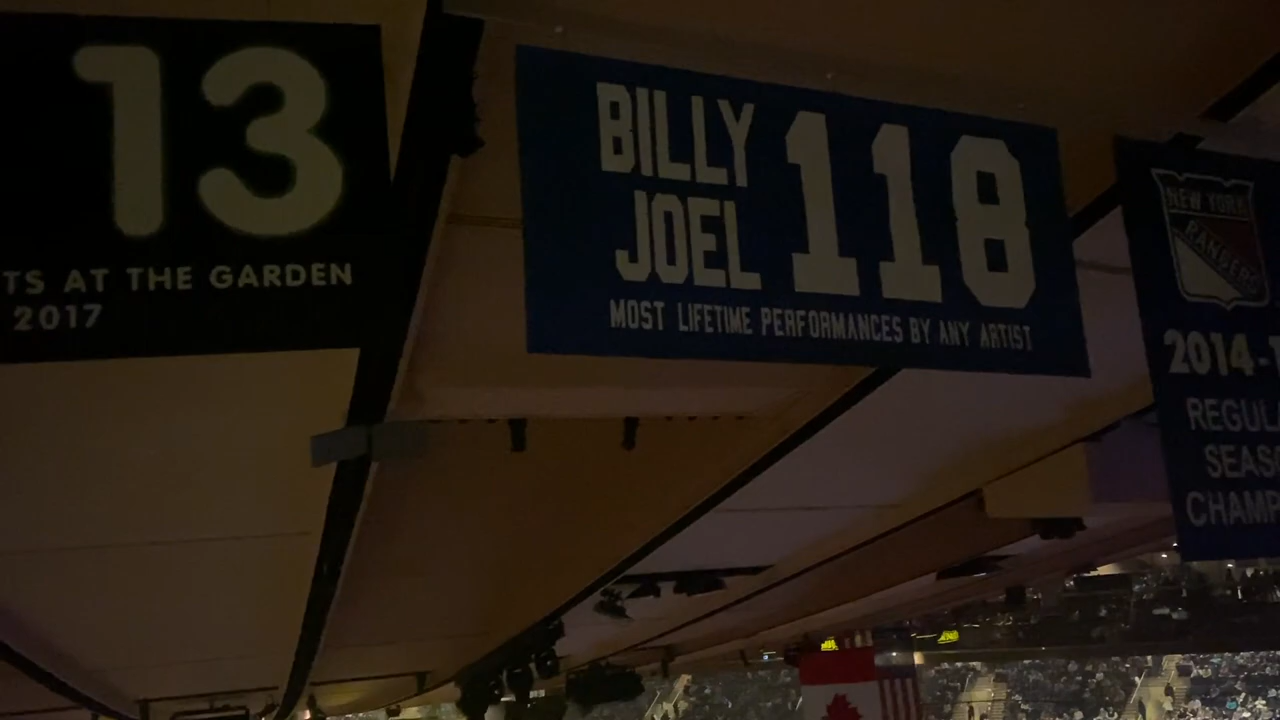 13
TS AT THE GARDEN
2017
BILLY
JOEL
118
MOST LIFETIME PERFORMANCES BY ANY ARTIST
NEW YORK
RANGERS
2014-1
REGUL
SEAS
CHAMP